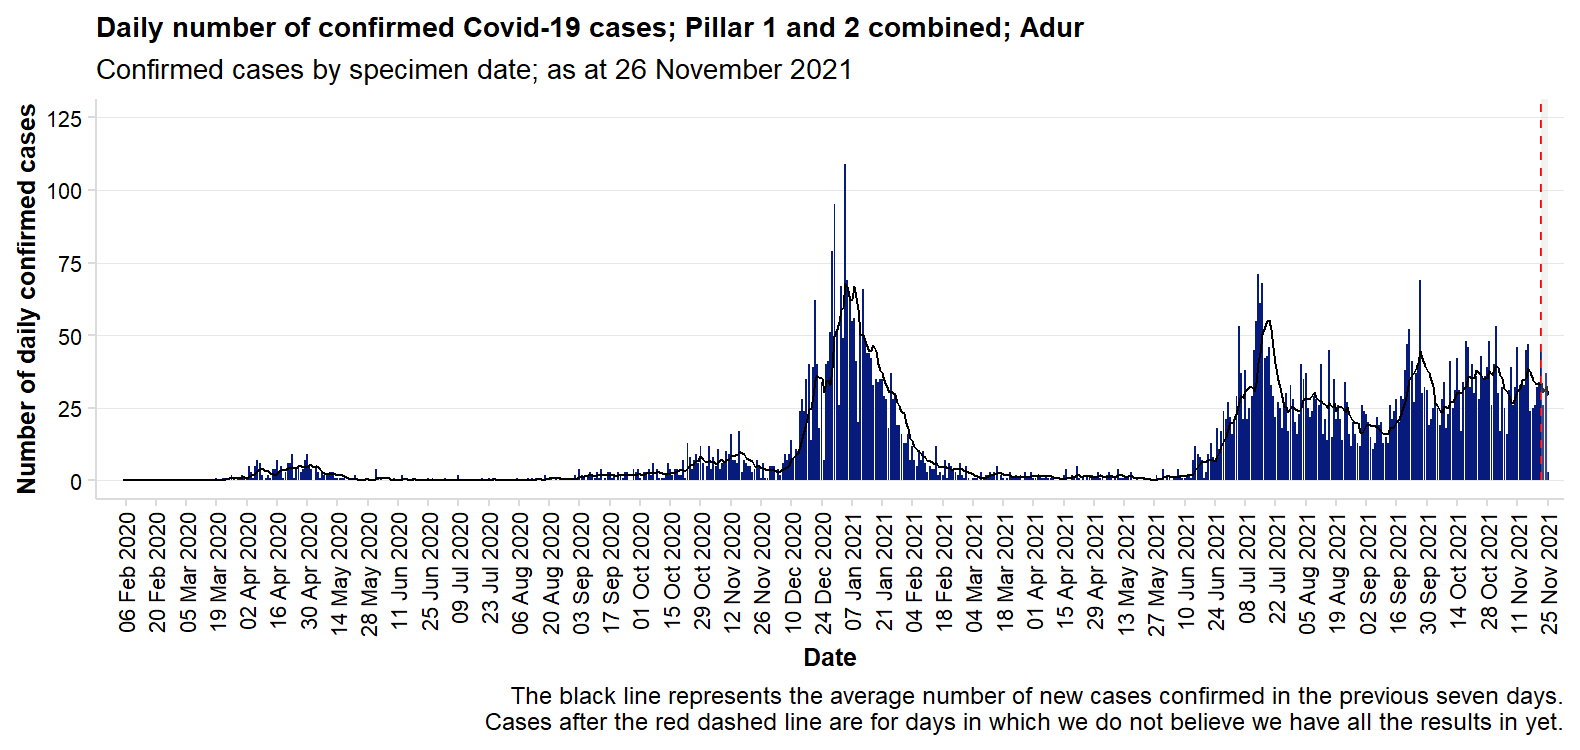 Daily number of confirmed Covid-19 cases; Pillar 1 and 2 combined; Adur
Confirmed cases by specimen date; as at 26 November 2021
Number of daily confirmed cases
125
100
75
50
25
0
06 Feb 2020
20 Feb 2020
05 Mar 2020
19 Mar 2020
02 Apr 2020
16 Apr 2020
30 Apr 2020
14 May 2020
28 May 2020
11 Jun 2020
25 Jun 2020
09 Jul 2020
23 Jul 2020
06 Aug 2020
20 Aug 2020
03 Sep 2020
17 Sep 2020
01 Oct 2020
15 Oct 2020
29 Oct 2020
12 Nov 2020
26 Nov 2020
10 Dec 2020
24 Dec 2020
07 Jan 2021
21 Jan 2021
04 Feb 2021
18 Feb 2021
04 Mar 2021
18 Mar 2021
01 Apr 2021
15 Apr 2021
29 Apr 2021
13 May 2021
27 May 2021
10 Jun 2021
24 Jun 2021
08 Jul 2021
22 Jul 2021
05 Aug 2021
19 Aug 2021
02 Sep 2021
16 Sep 2021
30 Sep 2021
14 Oct 2021
28 Oct 2021
11 Nov 2021
25 Nov 2021
Date
The black line represents the average number of new cases confirmed in the previous seven days.
Cases after the red dashed line are for days in which we do not believe we have all the results in yet.